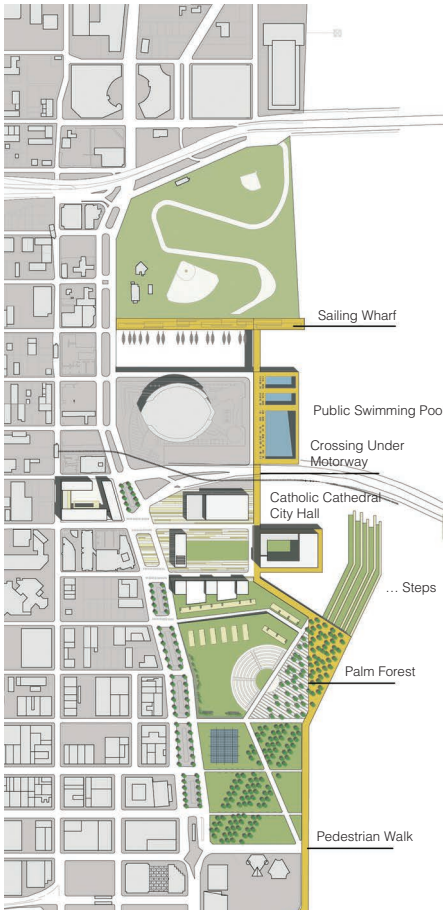 Sailing Wharf
Public Swimming Poo
Crossing Under
Motorway
Catholic Cathedral
City Hall
... Steps
Palm Forest
Pedestrian Walk